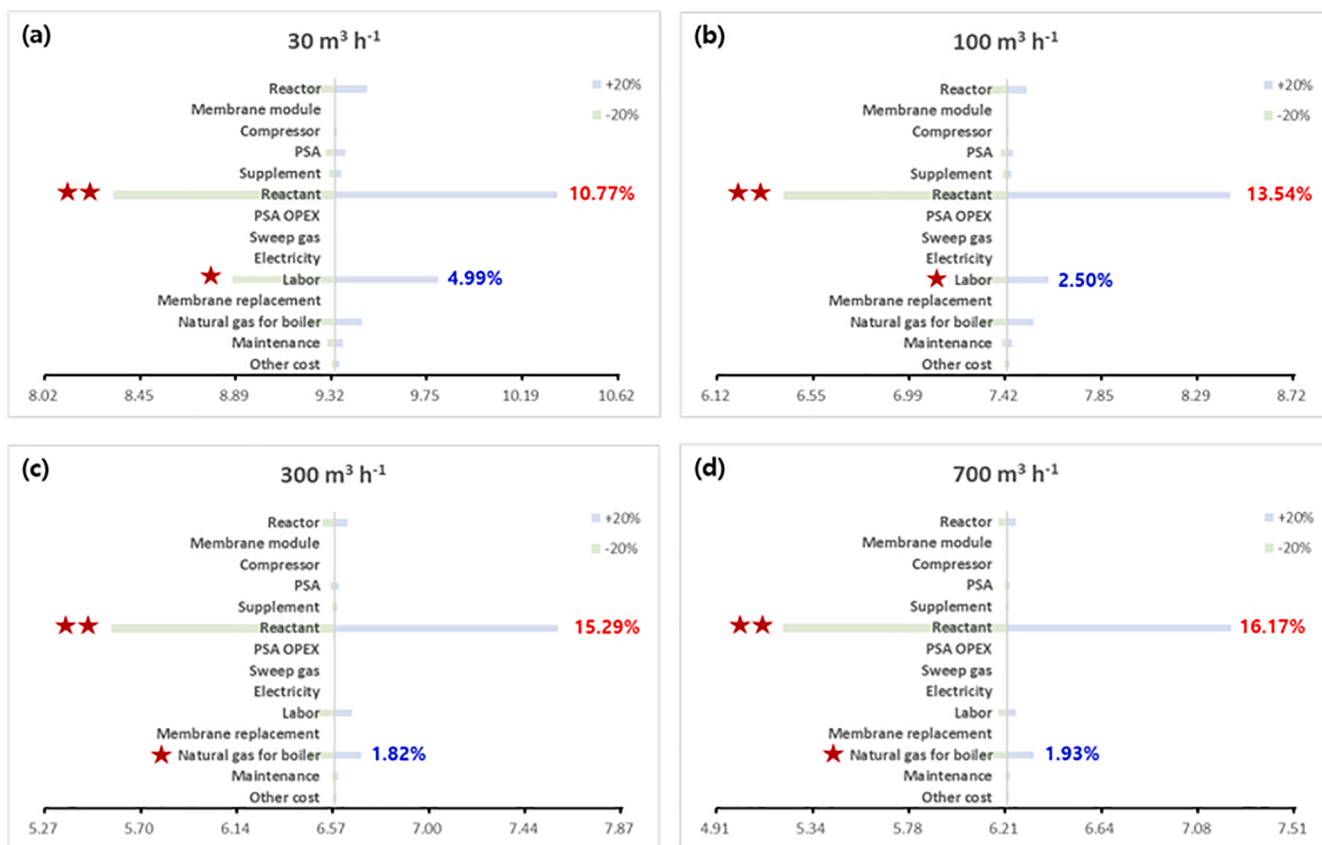 (a)
30 m³ h⁻¹
+20%
-20%
Reactor
Membrane module
Compressor
PSA
Supplement
Reactant
10.77%
PSA OPEX
Sweep gas
Electricity
Labor
4.99%
Membrane replacement
Natural gas for boiler
Maintenance
Other cost
8.02 8.45 8.89 9.32 9.75 10.19 10.62
(b)
100 m³ h⁻¹
+20%
-20%
Reactor
Membrane module
Compressor
PSA
Supplement
Reactant
13.54%
PSA OPEX
Sweep gas
Electricity
Labor
2.50%
Membrane replacement
Natural gas for boiler
Maintenance
Other cost
6.12 6.55 6.99 7.42 7.85 8.29 8.72
(c)
300 m³ h⁻¹
+20%
-20%
Reactor
Membrane module
Compressor
PSA
Supplement
Reactant
15.29%
PSA OPEX
Sweep gas
Electricity
Labor
Membrane replacement
Natural gas for boiler
1.82%
Maintenance
Other cost
5.27 5.70 6.14 6.57 7.00 7.44 7.87
(d)
700 m³ h⁻¹
+20%
-20%
Reactor
Membrane module
Compressor
PSA
Supplement
Reactant
16.17%
PSA OPEX
Sweep gas
Electricity
Labor
Membrane replacement
Natural gas for boiler
1.93%
Maintenance
Other cost
4.91 5.34 5.78 6.21 6.64 7.08 7.51